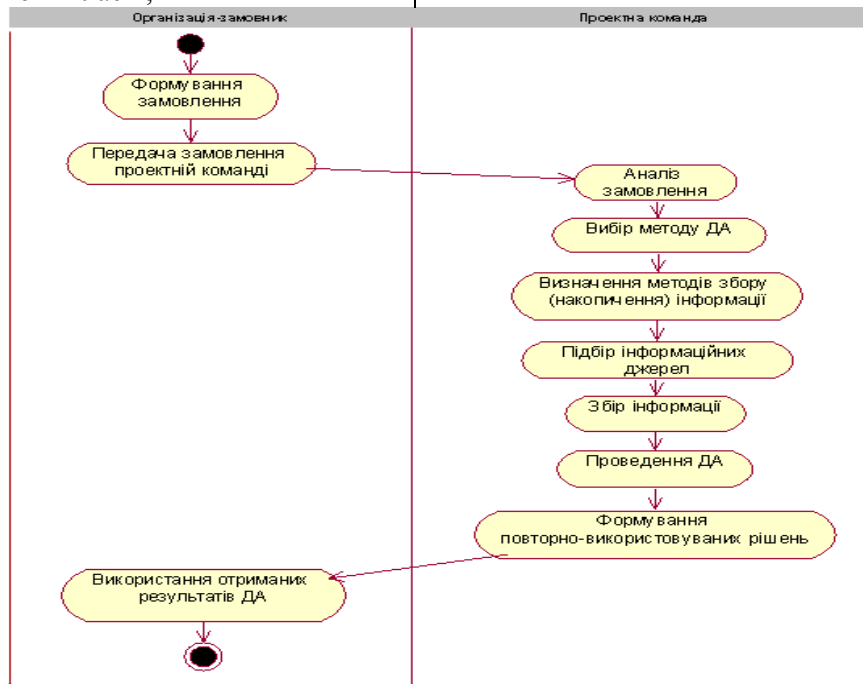 Організація-замовник
Проектна команда
Формування
замовлення
Передача замовлення
проектній команді
Аналіз
замовлення
Вибір методу ДА
Визначення методів збору
(накопичення) інформації
Підбір інформаційних
джерел
Збір інформації
Проведення ДА
Формування
повторно-використовуваних рішень
Використання отриманих
результатів ДА